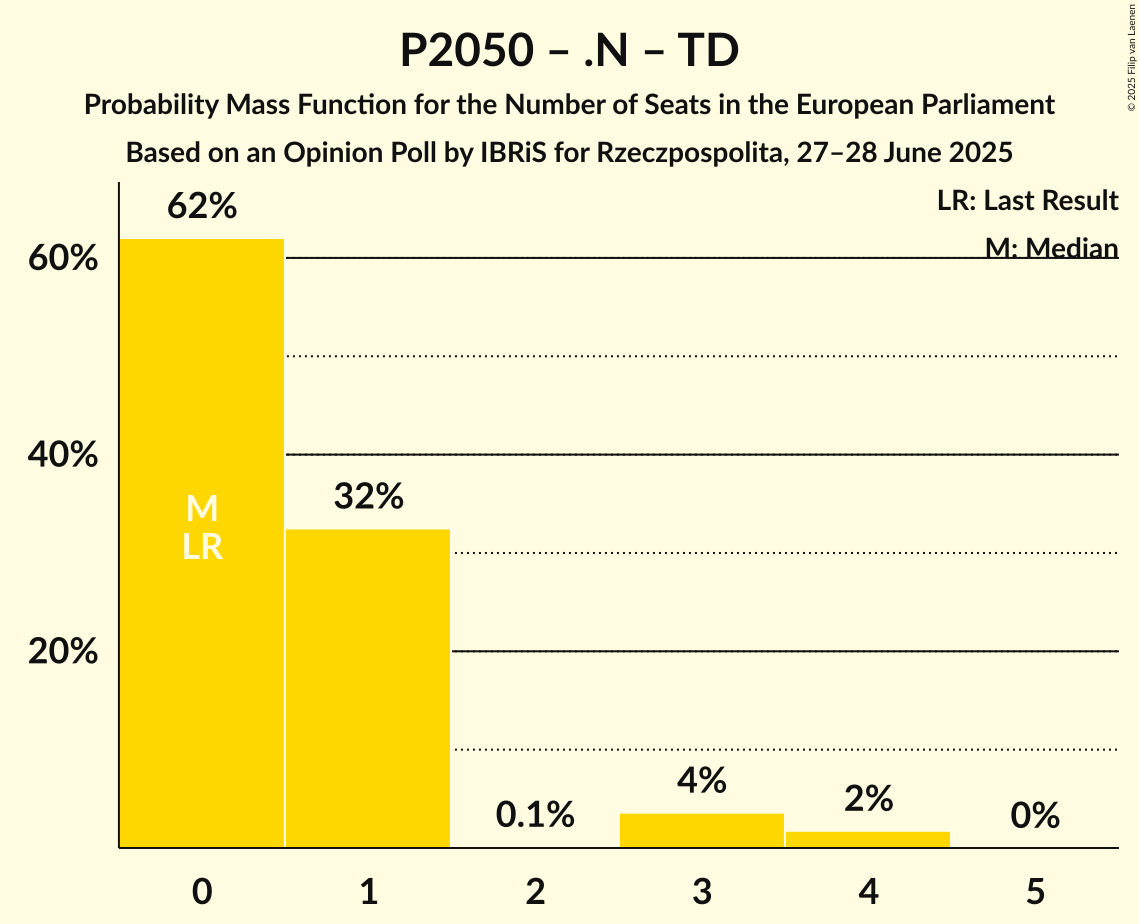 P2050 – .N – TD
Probability Mass Function for the Number of Seats in the European Parliament
Based on an Opinion Poll by IBRiS for Rzeczpospolita, 27–28 June 2025
© 2025 Filip van Laenen
LR: Last Result
M: Median
62%
60%
40%
32%
M
LR
20%
4%
2%
0.1%
0%
0 1 2 3 4 5